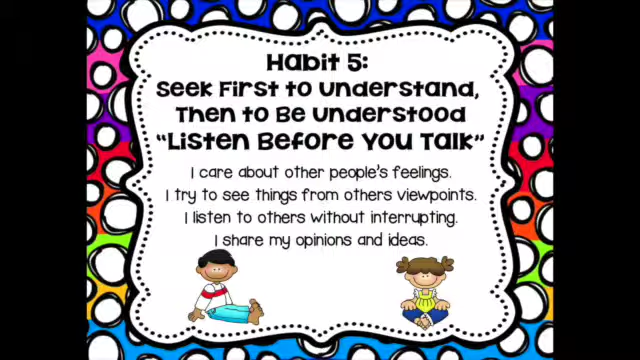 Habit 5:
Seek First to Understand,
Then to Be Understood
"Listen Before You Talk"
I care about other people's feelings.
I try to see things from others viewpoints.
I listen to others without interrupting.
I share my opinions and ideas.